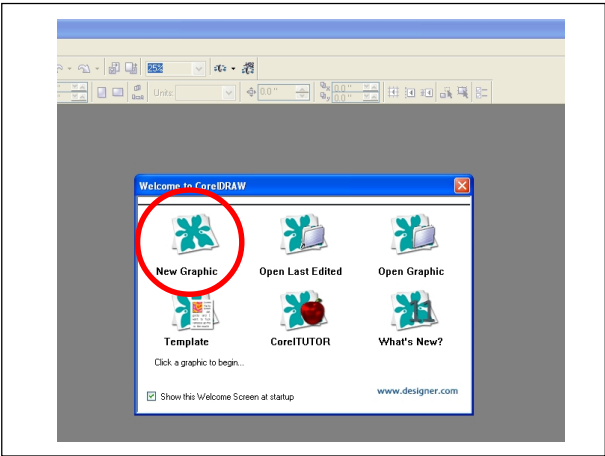 25%
Units: 0.0 " 0.0 "
0.0 "
Welcome to CorelDRAW
New Graphic Open Last Edited Open Graphic
11
Template CorelTUTOR What's New?
Click a graphic to begin...
Show this Welcome Screen at startup www.designer.com